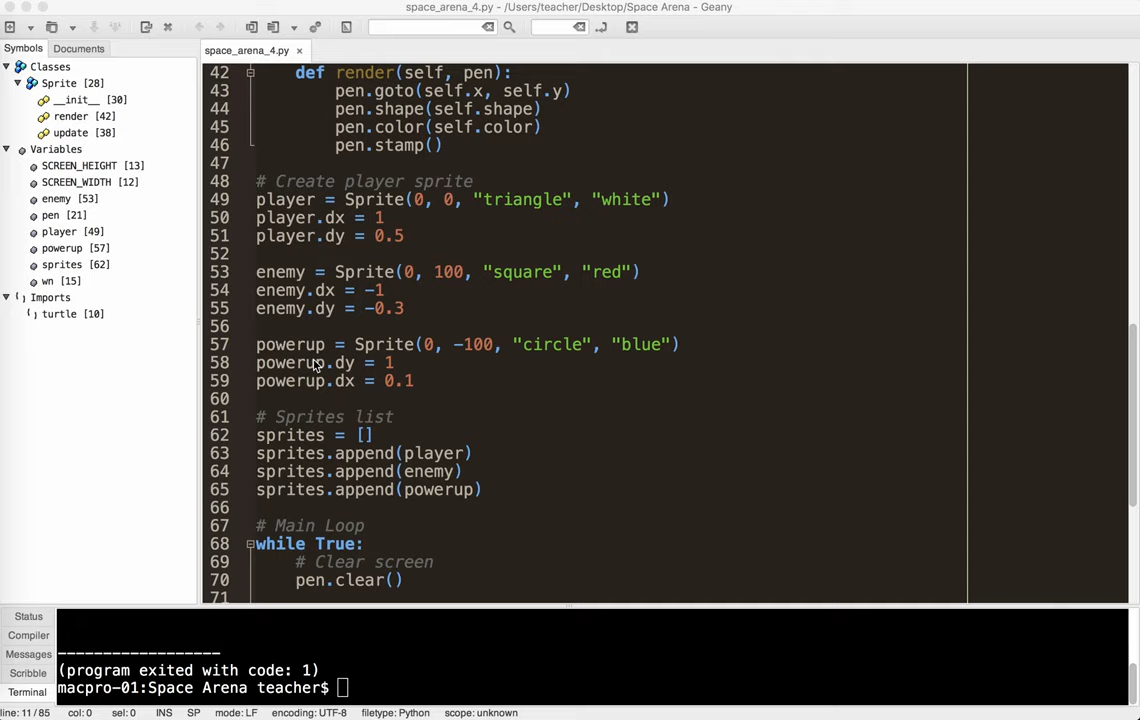 space_arena_4.py - /Users/teacher/Desktop/Space Arena - Geany
Symbols Documents
space_arena_4.py ×
Classes
Sprite [28]
__init__ [30]
render [42]
update [38]
Variables
SCREEN_HEIGHT [13]
SCREEN_WIDTH [12]
enemy [53]
pen [21]
player [49]
powerup [57]
sprites [62]
wn [15]
Imports
turtle [10]
42 def render(self, pen):
43 pen.goto(self.x, self.y)
44 pen.shape(self.shape)
45 pen.color(self.color)
46 pen.stamp()
47
48 # Create player sprite
49 player = Sprite(0, 0, "triangle", "white")
50 player.dx = 1
51 player.dy = 0.5
52
53 enemy = Sprite(0, 100, "square", "red")
54 enemy.dx = -1
55 enemy.dy = -0.3
56
57 powerup = Sprite(0, -100, "circle", "blue")
58 powerup.dy = 1
59 powerup.dx = 0.1
60
61 # Sprites list
62 sprites = []
63 sprites.append(player)
64 sprites.append(enemy)
65 sprites.append(powerup)
66
67 # Main Loop
68 while True:
69 # Clear screen
70 pen.clear()
71
Status
Compiler
Messages
Scribble
Terminal
------------------
(program exited with code: 1)
macpro-01:Space Arena teacher$
line: 11 / 85 col: 0 sel: 0 INS SP mode: LF encoding: UTF-8 filetype: Python scope: unknown